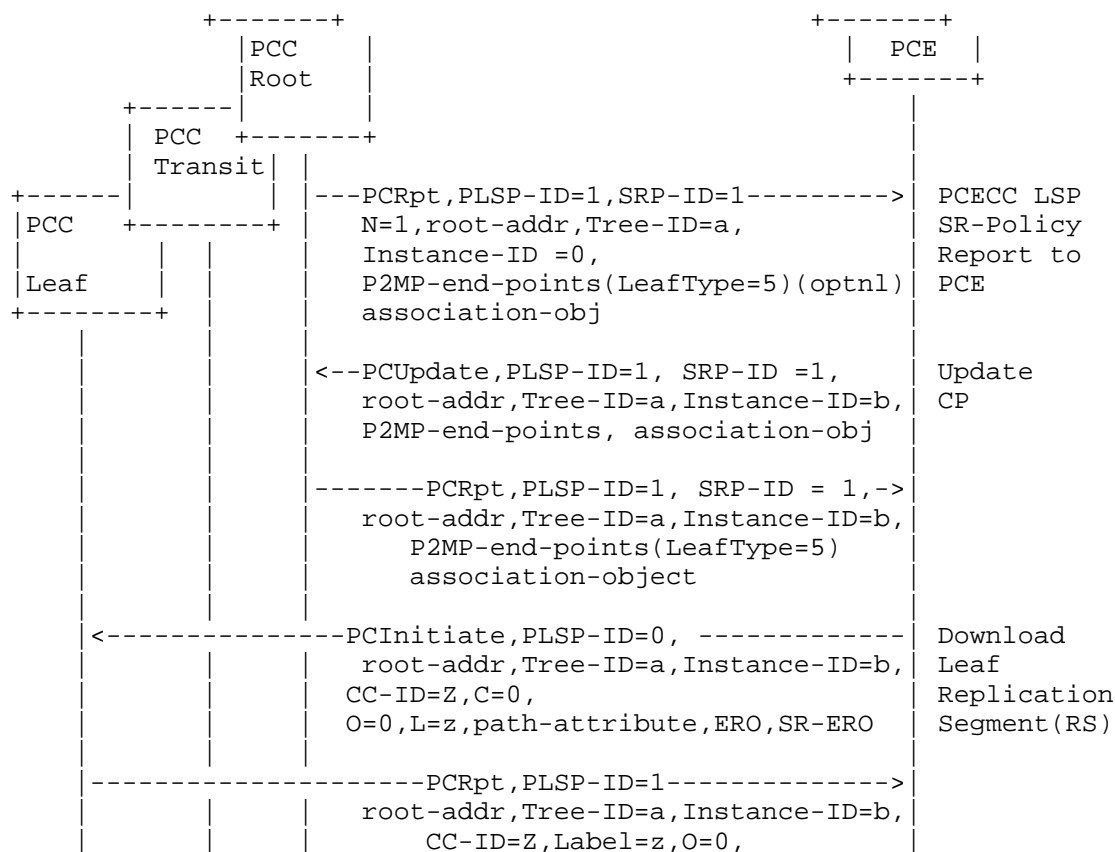 +-------+                             +-------+
              |PCC    |                             |  PCE  |
              |Root   |                             +-------+
       +------|       |                                 |
       | PCC  +-------+                                 |
       | Transit| |                                     |
+------|        | |---PCRpt,PLSP-ID=1,SRP-ID=1--------->|  PCECC LSP
|PCC   +--------+ |   N=1,root-addr,Tree-ID=a,          |  SR-Policy
|        |  |     |   Instance-ID =0,                   |  Report to
|Leaf    |  |     |   P2MP-end-points(LeafType=5)(optnl)|  PCE
+--------+  |     |   association-obj                   |
    |       |     |                                     |
    |       |     |<--PCUpdate,PLSP-ID=1, SRP-ID =1,    |  Update
    |       |     |   root-addr,Tree-ID=a,Instance-ID=b,|  CP
    |       |     |   P2MP-end-points, association-obj  |
    |       |     |                                     |
    |       |     |-------PCRpt,PLSP-ID=1, SRP-ID = 1,->|
    |       |     |   root-addr,Tree-ID=a,Instance-ID=b,|
    |       |     |      P2MP-end-points(LeafType=5)    |
    |       |     |      association-object             |
    |       |     |                                     |
    |<---------------PCInitiate,PLSP-ID=0, -------------|  Download
    |       |     |   root-addr,Tree-ID=a,Instance-ID=b,|  Leaf
    |       |     |  CC-ID=Z,C=0,                       |  Replication
    |       |     |  O=0,L=z,path-attribute,ERO,SR-ERO  |  Segment(RS)
    |       |     |                                     |
    |---------------------PCRpt,PLSP-ID=1-------------->|
    |       |     |   root-addr,Tree-ID=a,Instance-ID=b,|
    |       |     |       CC-ID=Z,Label=z,O=0,          |